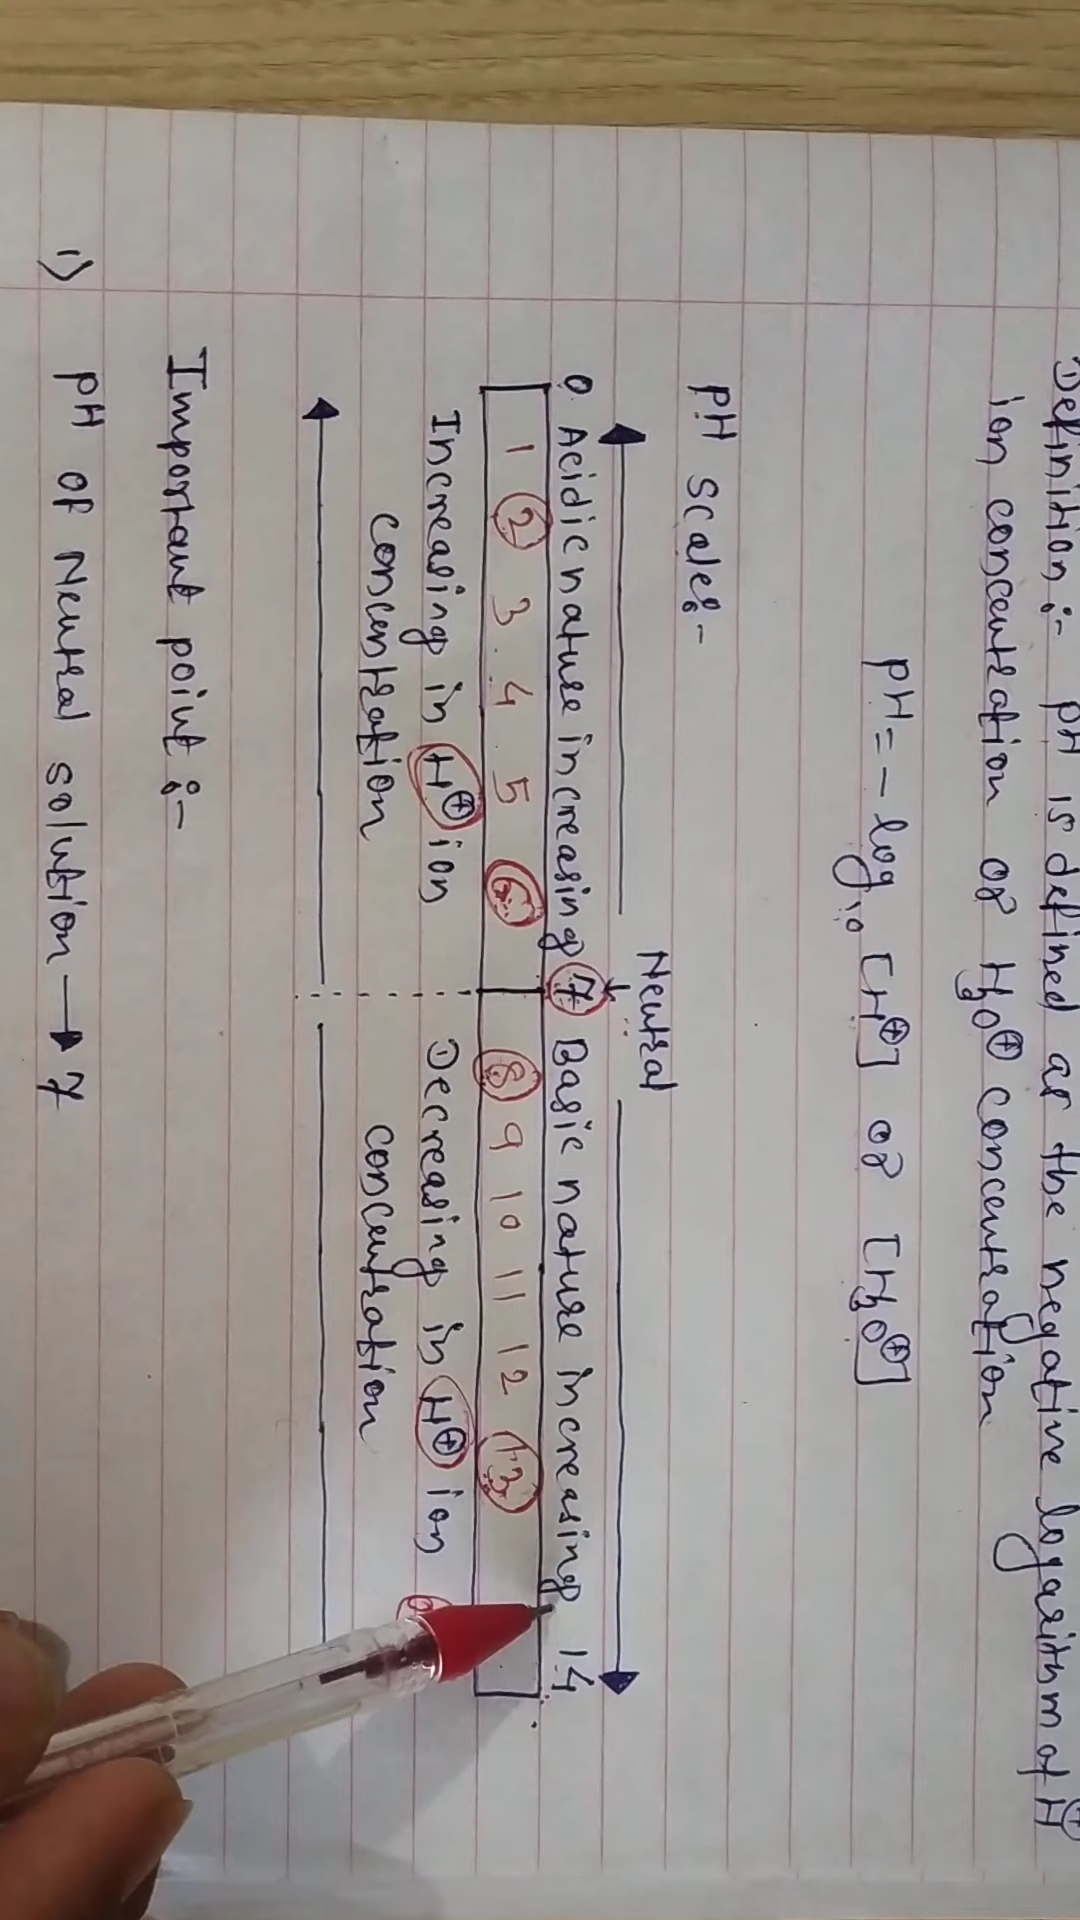 Definition :- pH is defined as the negative logarithm of H⊕
ion concentration or H₃O⊕ concentration
pH = - log₁₀ [H⊕] or [H₃O⊕]
pH scale :-
Neutral
0 Acidic nature increasing 7 Basic nature increasing 14
1 2 3 4 5 6 8 9 10 11 12 13
Increasing in H⊕ ion Decreasing in H⊕ ion
concentration concentration
Important point :-
1) pH of Neutral solution → 7